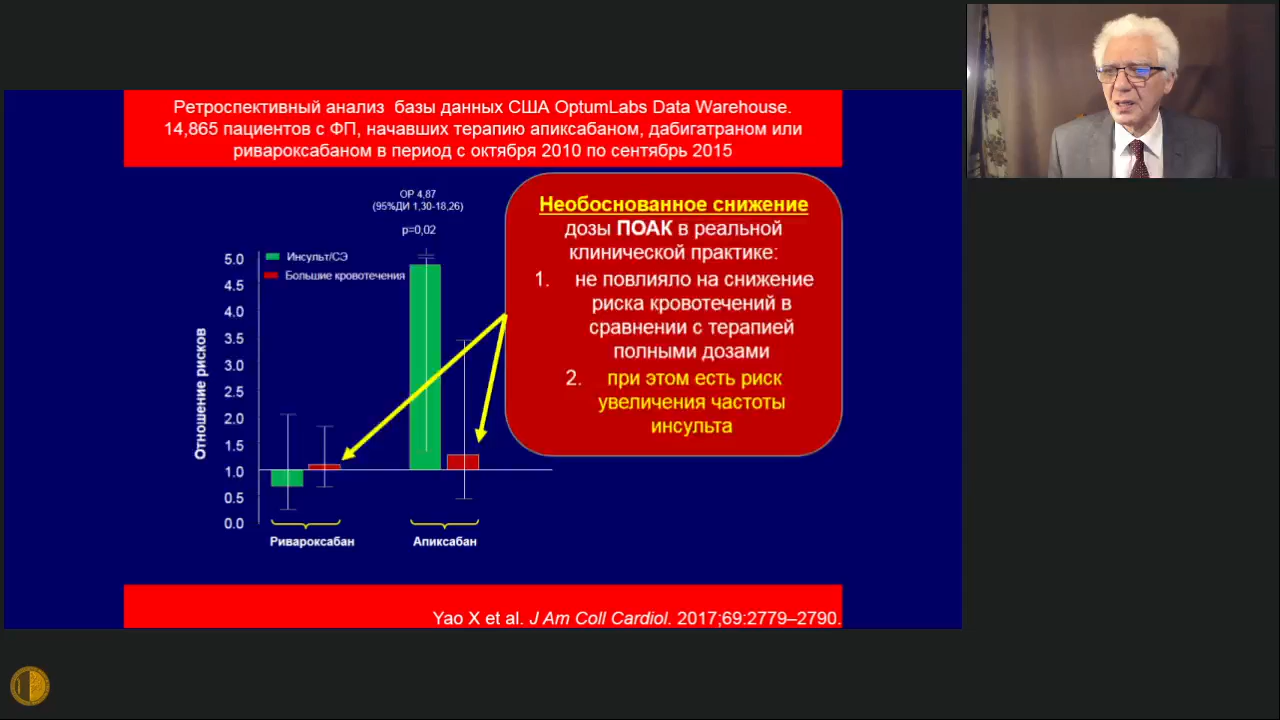 Ретроспективный анализ базы данных США OptumLabs Data Warehouse.
14,865 пациентов с ФП, начавших терапию апиксабаном, дабигатраном или
ривароксабаном в период с октября 2010 по сентябрь 2015
ОР 4,87
(95%ДИ 1,30-18,26)
p=0,02
Инсульт/СЭ
Большие кровотечения
Отношение рисков
5.0
4.5
4.0
3.5
3.0
2.5
2.0
1.5
1.0
0.5
0.0
Ривароксабан
Апиксабан
Необоснованное снижение
дозы ПОАК в реальной
клинической практике:
1. не повлияло на снижение
риска кровотечений в
сравнении с терапией
полными дозами
2. при этом есть риск
увеличения частоты
инсульта
Yao X et al. J Am Coll Cardiol. 2017;69:2779–2790.